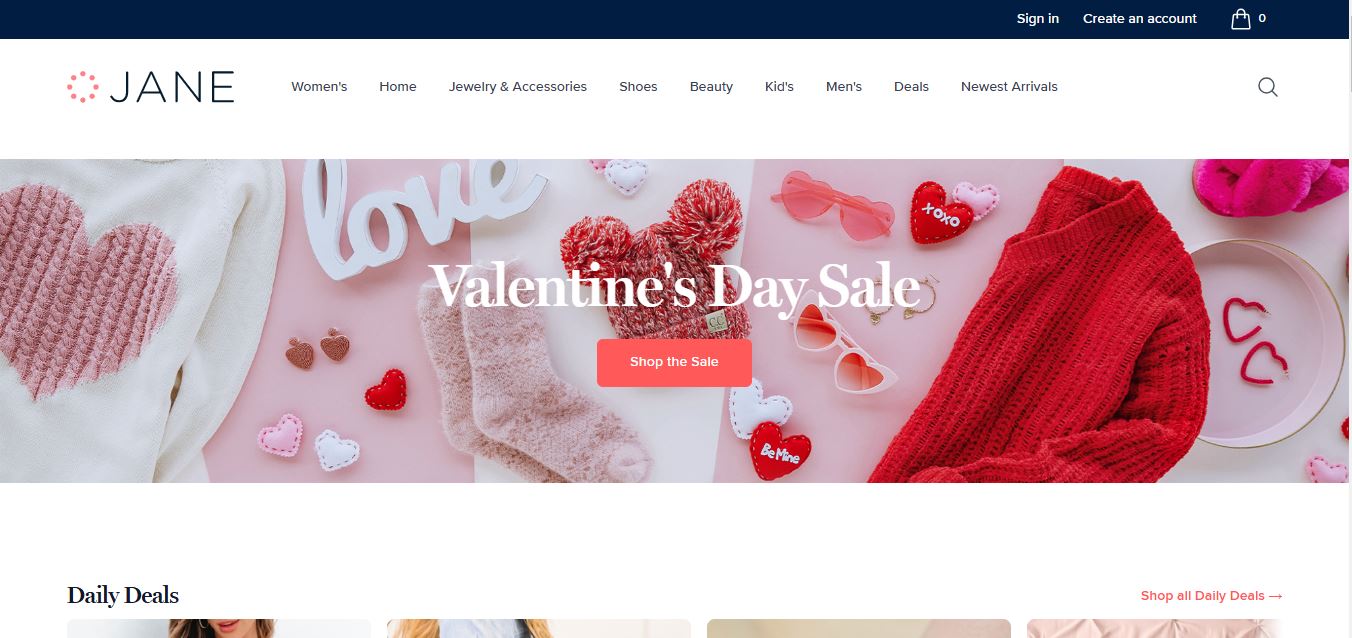 Sign in Create an account 0
JANE Women's Home Jewelry & Accessories Shoes Beauty Kid's Men's Deals Newest Arrivals
love
xoxo
Valentine's Day Sale
C.C
Shop the Sale
Be Mine
Daily Deals Shop all Daily Deals →